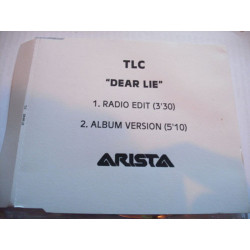 TLC
"DEAR LIE"
1. RADIO EDIT (3'30)
2. ALBUM VERSION (5'10)
ARISTA